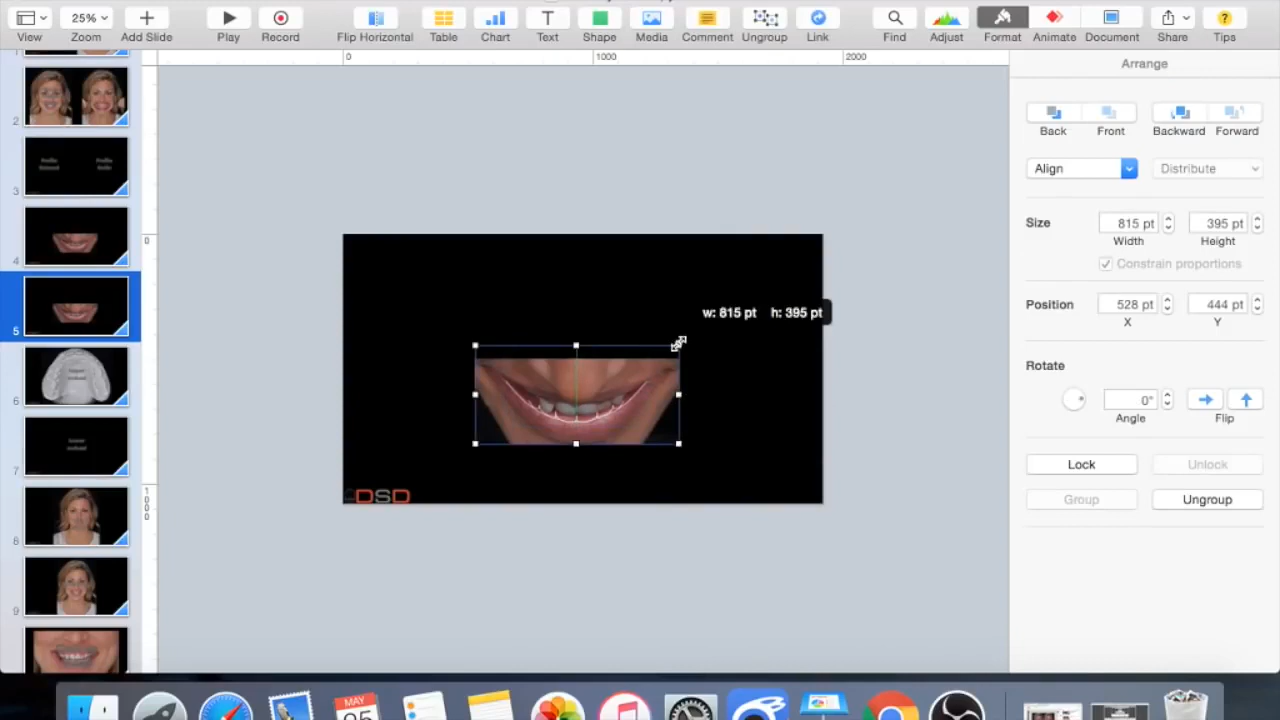 View Zoom Add Slide Play Record Flip Horizontal Table Chart Text Shape Media Comment Ungroup Link Find Adjust Format Animate Document Share Tips
25%
0 1000 2000
Arrange
Back Front Backward Forward
Align Distribute
Size 815 pt 395 pt
Width Height
Constrain proportions
Position 528 pt 444 pt
X Y
Rotate
0°
Angle Flip
Lock Unlock
Group Ungroup
w: 815 pt h: 395 pt
DSD
0
1000
2
3
4
5
6
7
8
9
MAY